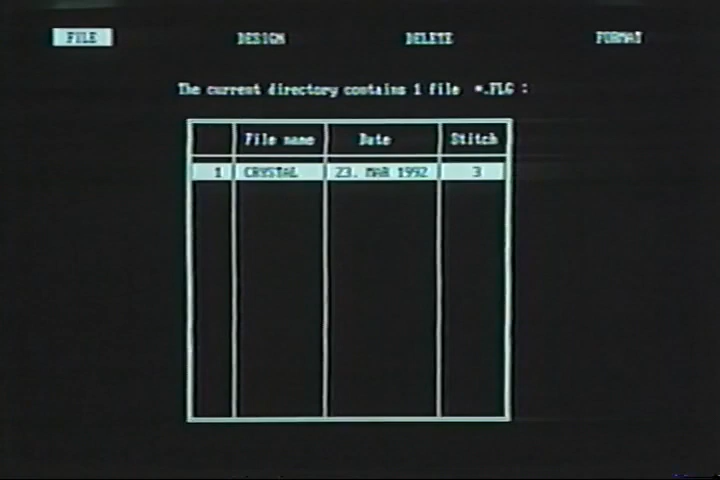 FILE DESIGN DELETE FORMAT
The current directory contains 1 file *.FLG :
File name Date Stitch
1 CRYSTAL 23. MAR 1992 3